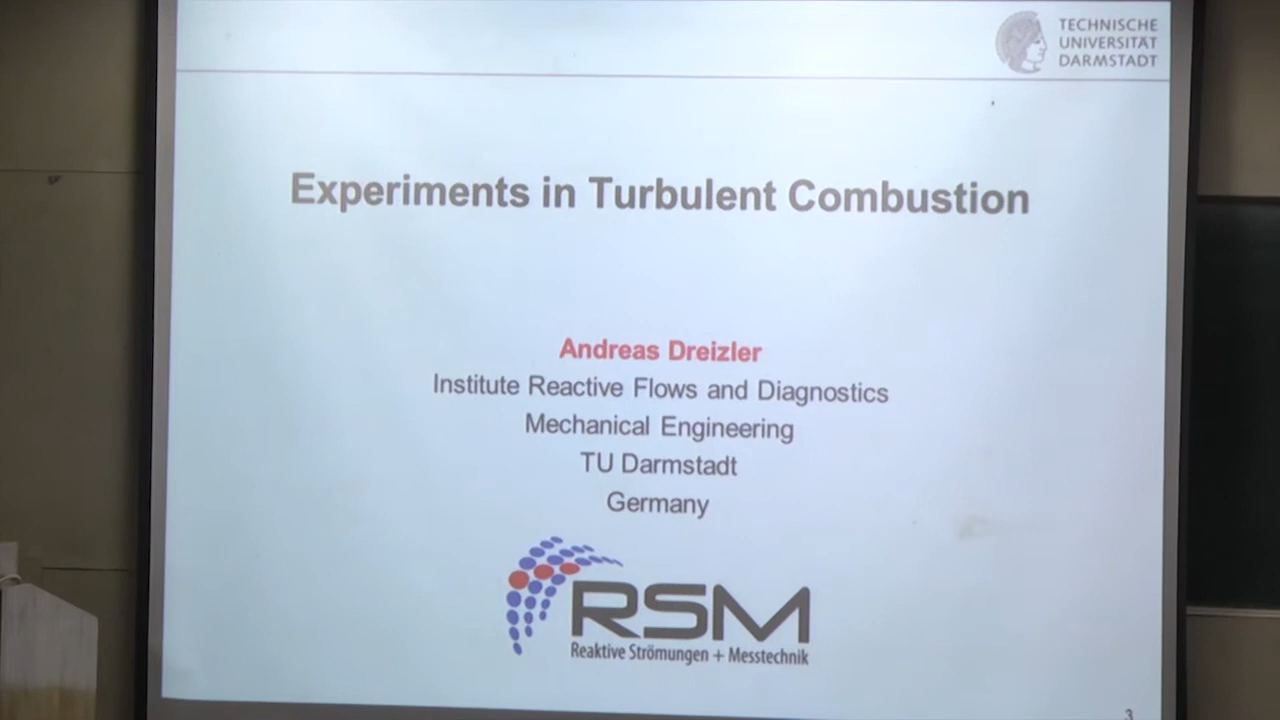 TECHNISCHE
UNIVERSITÄT
DARMSTADT
Experiments in Turbulent Combustion
Andreas Dreizler
Institute Reactive Flows and Diagnostics
Mechanical Engineering
TU Darmstadt
Germany
RSM
Reaktive Strömungen + Messtechnik
3